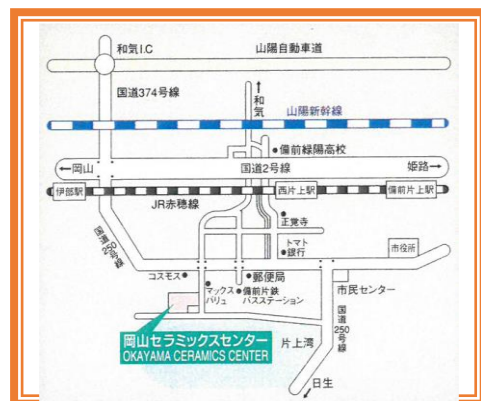 和気I.C
山陽自動車道
国道374号線
↑
和気
山陽新幹線
備前緑陽高校
←岡山
国道2号線
姫路→
伊部駅
西片上駅
備前片上駅
JR赤穂線
正覚寺
国道250号線
トマト
銀行
市役所
コスモス
郵便局
マックス
バリュ
備前片鉄
バスステーション
市民センター
国道250号線
岡山セラミックスセンター
OKAYAMA CERAMICS CENTER
片上湾
日生